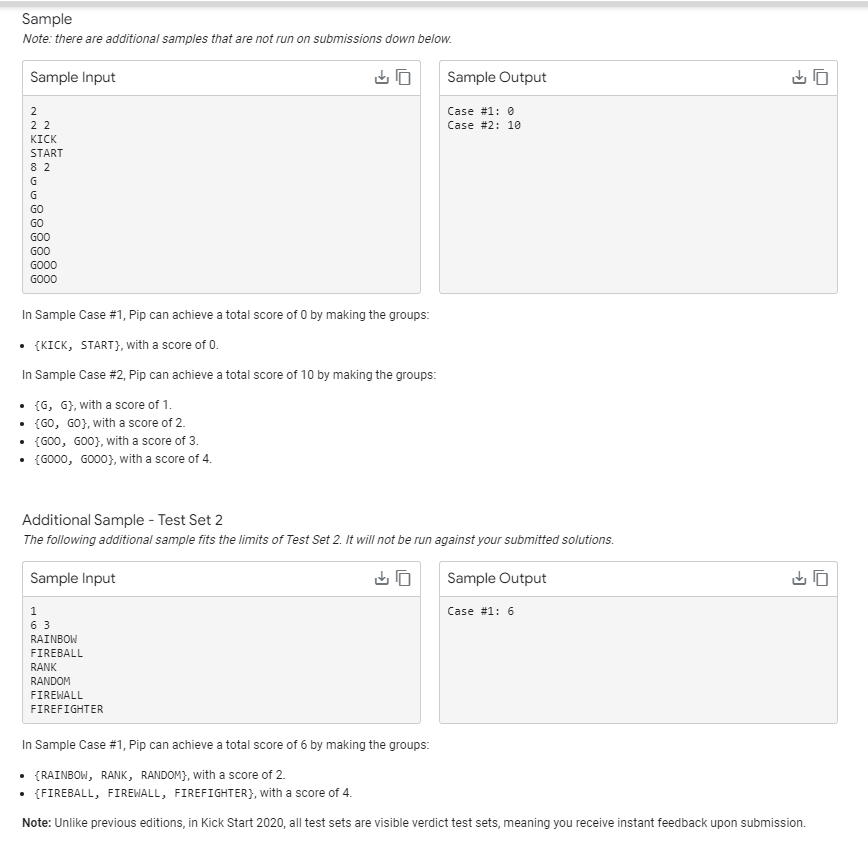 Sample
Note: there are additional samples that are not run on submissions down below.
Sample Input
2
2 2
KICK
START
8 2
G
G
GO
GO
GOO
GOO
GOOO
GOOO
Sample Output
Case #1: 0
Case #2: 10
In Sample Case #1, Pip can achieve a total score of 0 by making the groups:
• {KICK, START}, with a score of 0.
In Sample Case #2, Pip can achieve a total score of 10 by making the groups:
• {G, G}, with a score of 1.
• {GO, GO}, with a score of 2.
• {GOO, GOO}, with a score of 3.
• {GOOO, GOOO}, with a score of 4.
Additional Sample - Test Set 2
The following additional sample fits the limits of Test Set 2. It will not be run against your submitted solutions.
Sample Input
1
6 3
RAINBOW
FIREBALL
RANK
RANDOM
FIREWALL
FIREFIGHTER
Sample Output
Case #1: 6
In Sample Case #1, Pip can achieve a total score of 6 by making the groups:
• {RAINBOW, RANK, RANDOM}, with a score of 2.
• {FIREBALL, FIREWALL, FIREFIGHTER}, with a score of 4.
Note: Unlike previous editions, in Kick Start 2020, all test sets are visible verdict test sets, meaning you receive instant feedback upon submission.